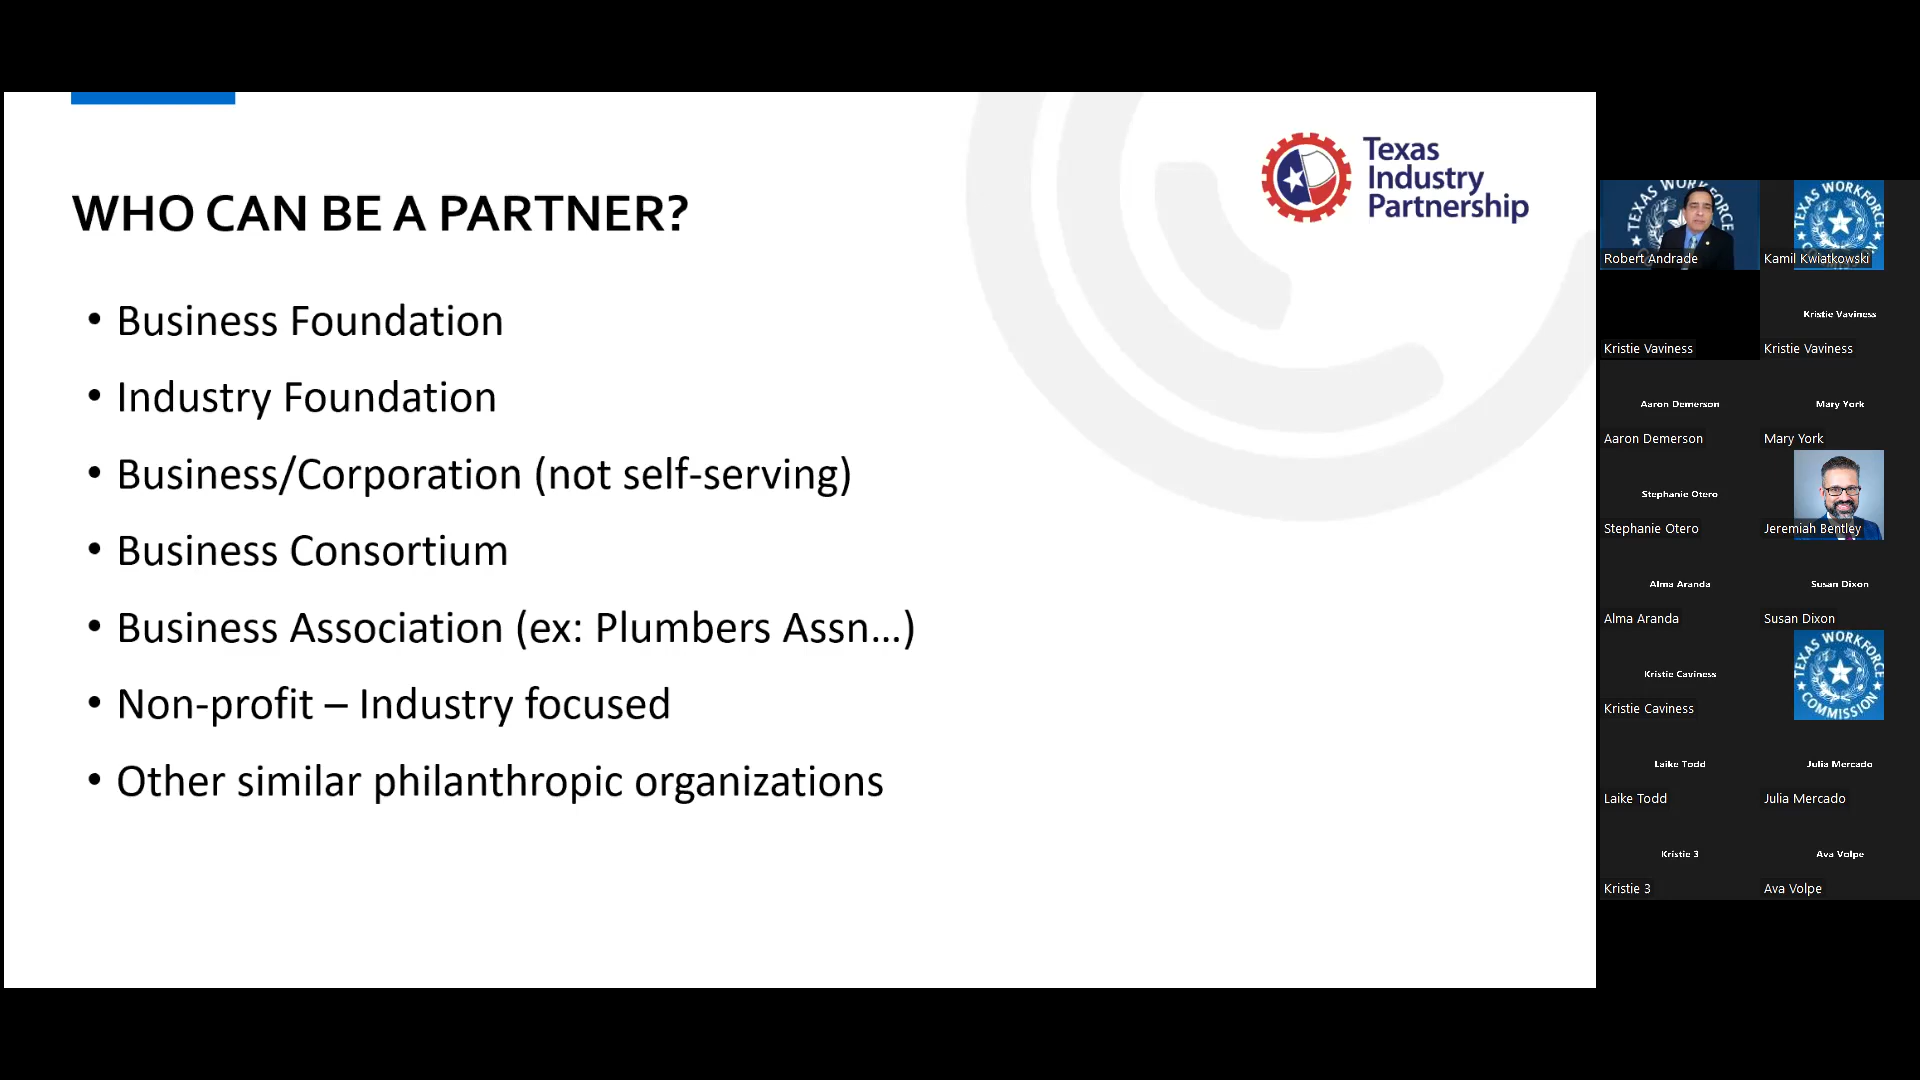 WHO CAN BE A PARTNER?
Texas
Industry
Partnership
• Business Foundation
• Industry Foundation
• Business/Corporation (not self-serving)
• Business Consortium
• Business Association (ex: Plumbers Assn…)
• Non-profit – Industry focused
• Other similar philanthropic organizations
TEXAS WORKFORCE
Robert Andrade
TEXAS WORKFORCE
Kamil Kwiatkowski
Kristie Vaviness
Kristie Vaviness
Kristie Vaviness
Aaron Demerson
Aaron Demerson
Mary York
Mary York
Stephanie Otero
Stephanie Otero
Jeremiah Bentley
Alma Aranda
Alma Aranda
Susan Dixon
Susan Dixon
Kristie Caviness
Kristie Caviness
TEXAS WORKFORCE
COMMISSION
Laike Todd
Laike Todd
Julia Mercado
Julia Mercado
Kristie 3
Kristie 3
Ava Volpe
Ava Volpe